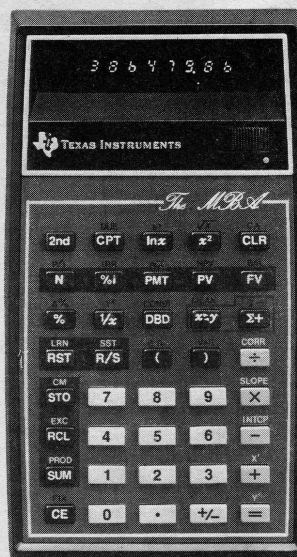 386479.86
TEXAS INSTRUMENTS
The MBA
2nd CPT lnx x² CLR
N %i PMT PV FV
% 1/x DBD x≷y Σ+
LRN SST CORR
RST R/S ( ) ÷
CM SLOPE
STO 7 8 9 ×
EXC INTCP
RCL 4 5 6 −
PROD X'
SUM 1 2 3 +
FIX Y'
CE 0 . +/− =